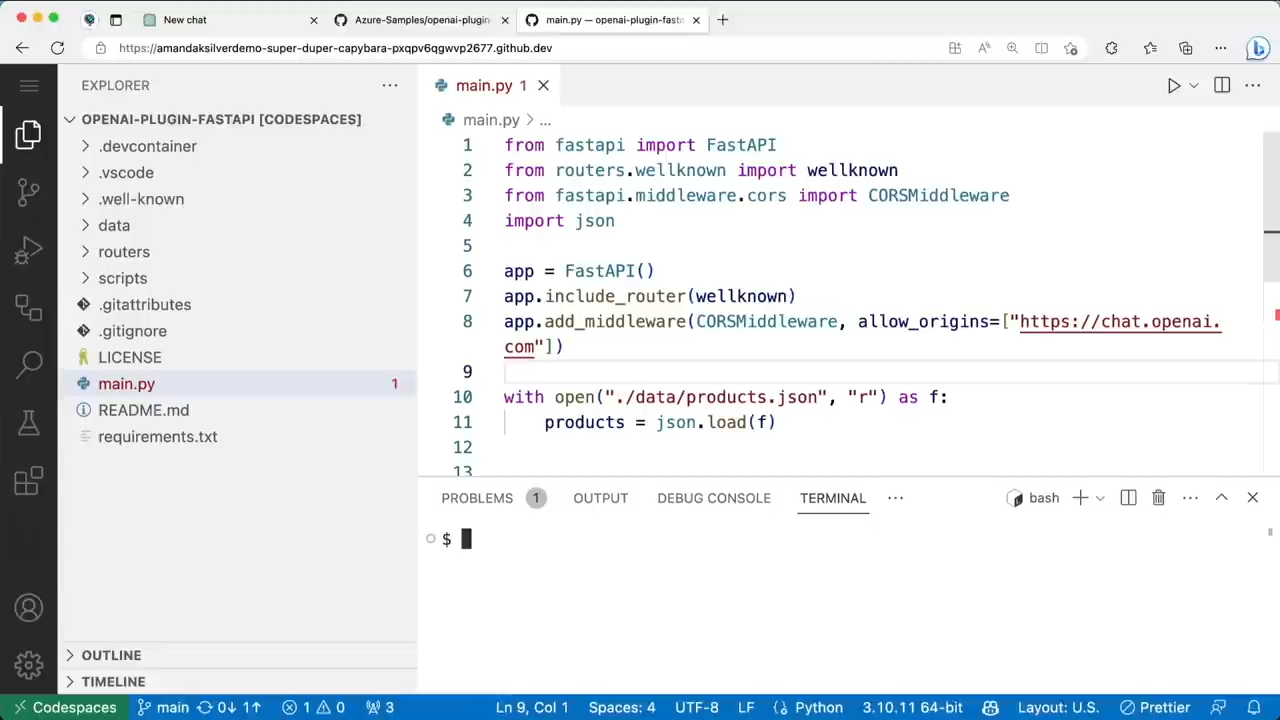 New chat
Azure-Samples/openai-plugin-
main.py — openai-plugin-fasta
https://amandaksilverdemo-super-duper-capybara-pxqpv6qgwvp2677.github.dev
EXPLORER
OPENAI-PLUGIN-FASTAPI [CODESPACES]
.devcontainer
.vscode
.well-known
data
routers
scripts
.gitattributes
.gitignore
LICENSE
main.py 1
README.md
requirements.txt
OUTLINE
TIMELINE
main.py 1
main.py > ...
1 from fastapi import FastAPI
2 from routers.wellknown import wellknown
3 from fastapi.middleware.cors import CORSMiddleware
4 import json
5
6 app = FastAPI()
7 app.include_router(wellknown)
8 app.add_middleware(CORSMiddleware, allow_origins=["https://chat.openai.
com"])
9
10 with open("./data/products.json", "r") as f:
11 products = json.load(f)
12
13
PROBLEMS 1 OUTPUT DEBUG CONSOLE TERMINAL ... bash
$
Codespaces main 0↓ 1↑ 1 0 3 Ln 9, Col 1 Spaces: 4 UTF-8 LF Python 3.10.11 64-bit Layout: U.S. Prettier